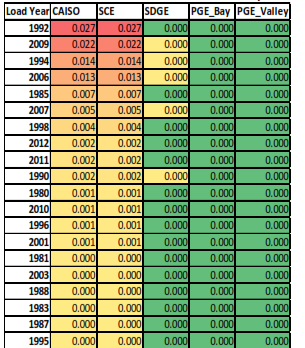 Load Year CAISO SCE SDGE PGE_Bay PGE_Valley
1992 0.027 0.027 0.000 0.000 0.000
2009 0.022 0.022 0.000 0.000 0.000
1994 0.014 0.014 0.000 0.000 0.000
2006 0.013 0.013 0.000 0.000 0.000
1985 0.007 0.007 0.000 0.000 0.000
2007 0.005 0.005 0.000 0.000 0.000
1998 0.004 0.004 0.000 0.000 0.000
2012 0.002 0.002 0.000 0.000 0.000
2011 0.002 0.002 0.000 0.000 0.000
1990 0.002 0.002 0.000 0.000 0.000
1980 0.001 0.001 0.000 0.000 0.000
2010 0.001 0.001 0.000 0.000 0.000
1996 0.001 0.001 0.000 0.000 0.000
2001 0.001 0.001 0.000 0.000 0.000
1981 0.000 0.000 0.000 0.000 0.000
2003 0.000 0.000 0.000 0.000 0.000
1988 0.000 0.000 0.000 0.000 0.000
1983 0.000 0.000 0.000 0.000 0.000
1987 0.000 0.000 0.000 0.000 0.000
1995 0.000 0.000 0.000 0.000 0.000